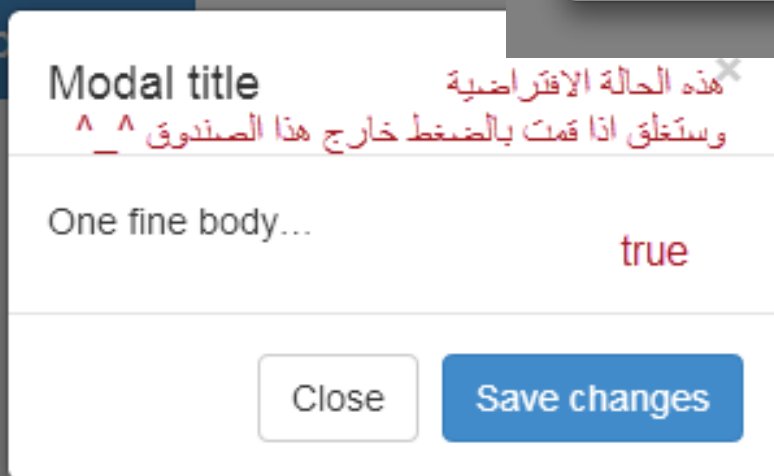 Modal title
هذه الحالة الافتراضية
وستغلق اذا قمت بالضغط خارج هذا الصندوق ^_^
One fine body...
true
Close
Save changes